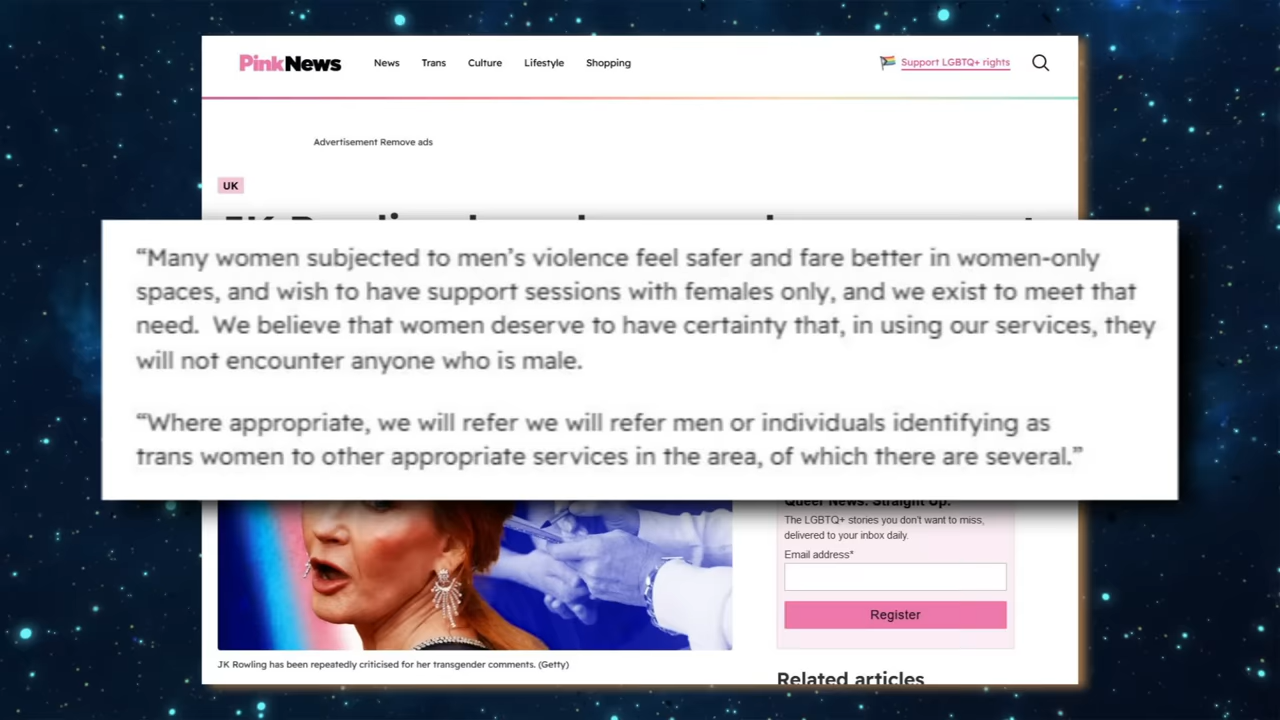 PinkNews News Trans Culture Lifestyle Shopping Support LGBTQ+ rights
Advertisement Remove ads
UK
“Many women subjected to men’s violence feel safer and fare better in women-only
spaces, and wish to have support sessions with females only, and we exist to meet that
need.  We believe that women deserve to have certainty that, in using our services, they
will not encounter anyone who is male.
“Where appropriate, we will refer we will refer men or individuals identifying as
trans women to other appropriate services in the area, of which there are several.”
Queer News. Straight Up.
The LGBTQ+ stories you don’t want to miss,
delivered to your inbox daily.
Email address*
Register
JK Rowling has been repeatedly criticised for her transgender comments. (Getty)
Related articles